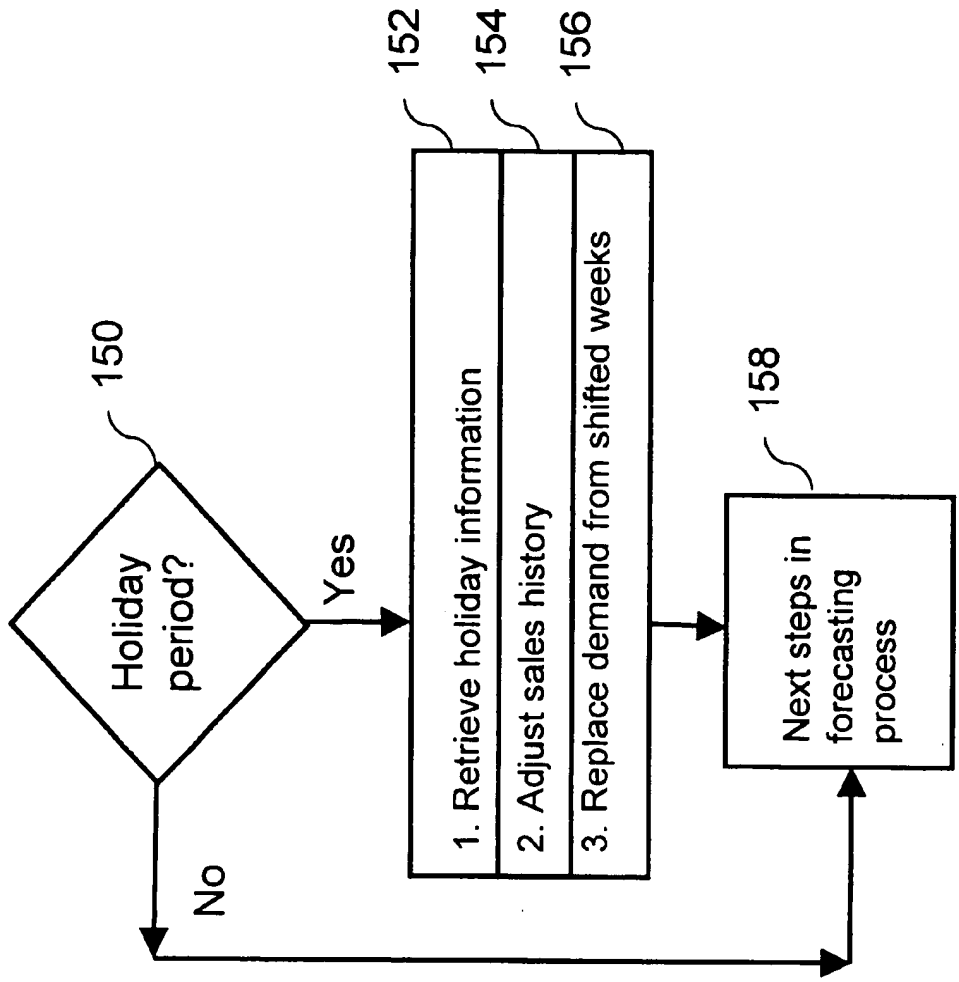 Holiday
period?
150
Yes
No
1. Retrieve holiday information
152
2. Adjust sales history
154
3. Replace demand from shifted weeks
156
Next steps in
forecasting
process
158